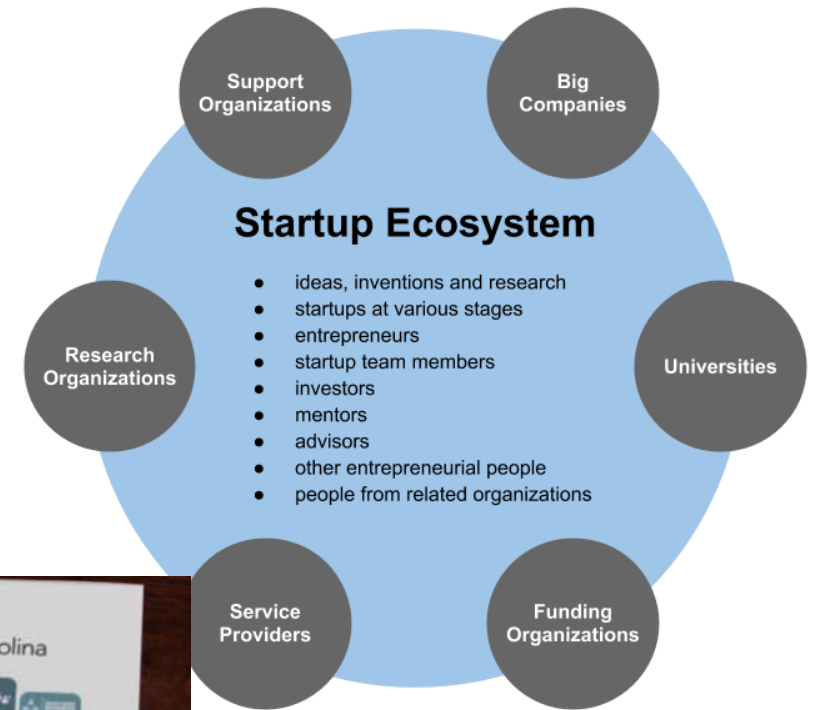 Support
Organizations
Big
Companies
Startup Ecosystem
● ideas, inventions and research
● startups at various stages
● entrepreneurs
● startup team members
● investors
● mentors
● advisors
● other entrepreneurial people
● people from related organizations
Research
Organizations
Universities
Service
Providers
Funding
Organizations
olina